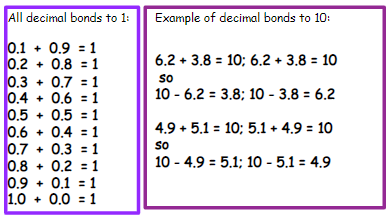 All decimal bonds to 1:
0.1 + 0.9 = 1
0.2 + 0.8 = 1
0.3 + 0.7 = 1
0.4 + 0.6 = 1
0.5 + 0.5 = 1
0.6 + 0.4 = 1
0.7 + 0.3 = 1
0.8 + 0.2 = 1
0.9 + 0.1 = 1
1.0 + 0.0 = 1
Example of decimal bonds to 10:
6.2 + 3.8 = 10; 6.2 + 3.8 = 10
so
10 - 6.2 = 3.8; 10 - 3.8 = 6.2
4.9 + 5.1 = 10; 5.1 + 4.9 = 10
so
10 - 4.9 = 5.1; 10 - 5.1 = 4.9